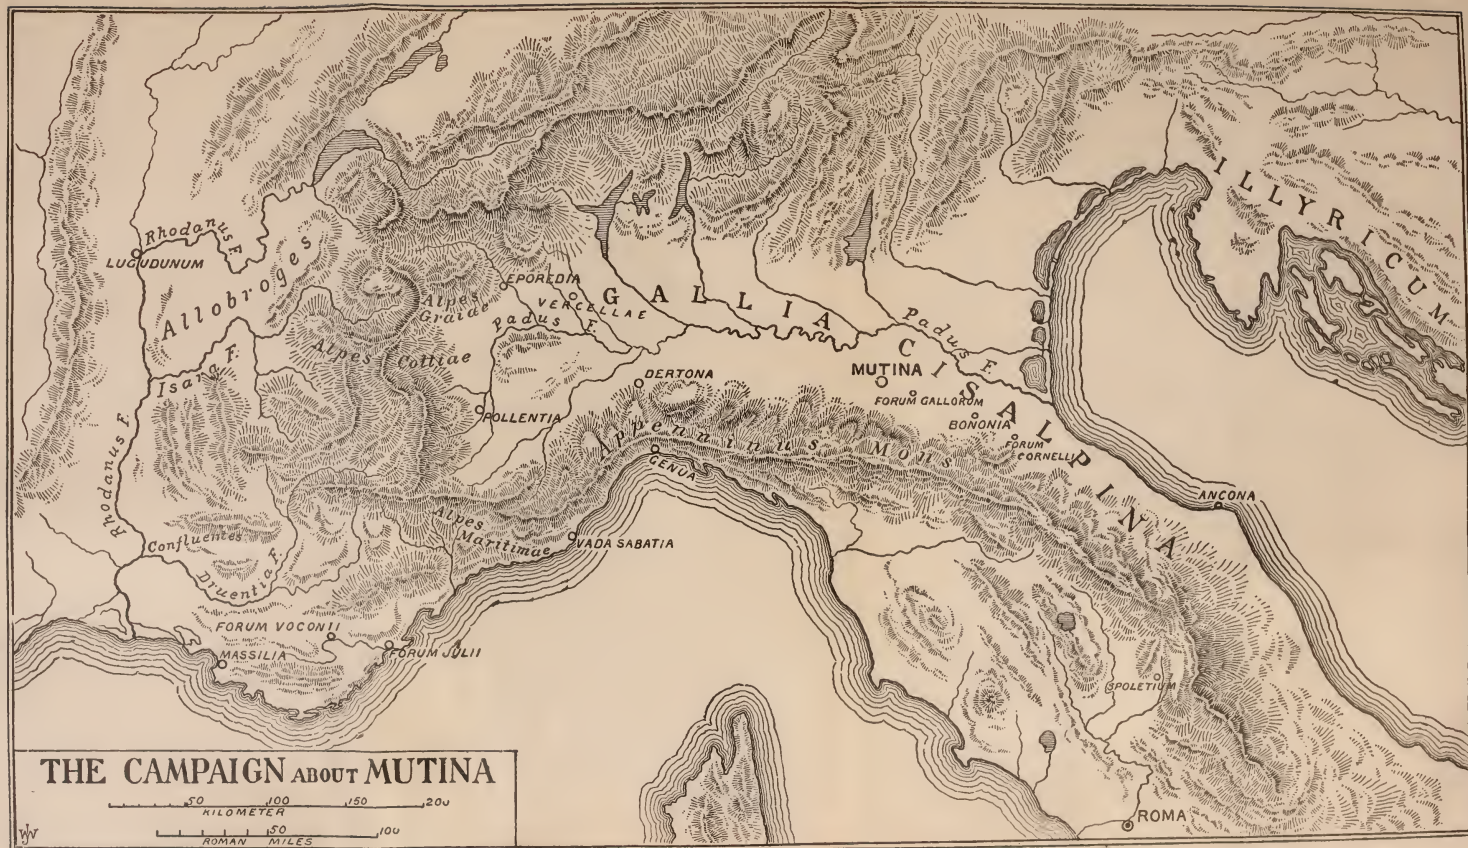 ILLYRICUM
Rhodanus F.
LUGUDUNUM
Allobroges
EPOREDIA
VERCELLAE
GALLIA CISALPINA
Alpes
Graiae
Padus F.
Padus F.
Alpes Cottiae
Isara F.
MUTINA
FORUM GALLORUM
DERTONA
POLLENTIA
BONONIA
FORUM
CORNELLI
Appenninus Mons
GENUA
Rhodanus F.
ANCONA
Alpes
Maritimae
Confluentes
VADA SABATIA
Druentia F.
FORUM VOCONII
FORUM JULII
MASSILIA
SPOLETIUM
THE CAMPAIGN ABOUT MUTINA
50 100 150 200
KILOMETER
50 100
ROMAN MILES
ROMA